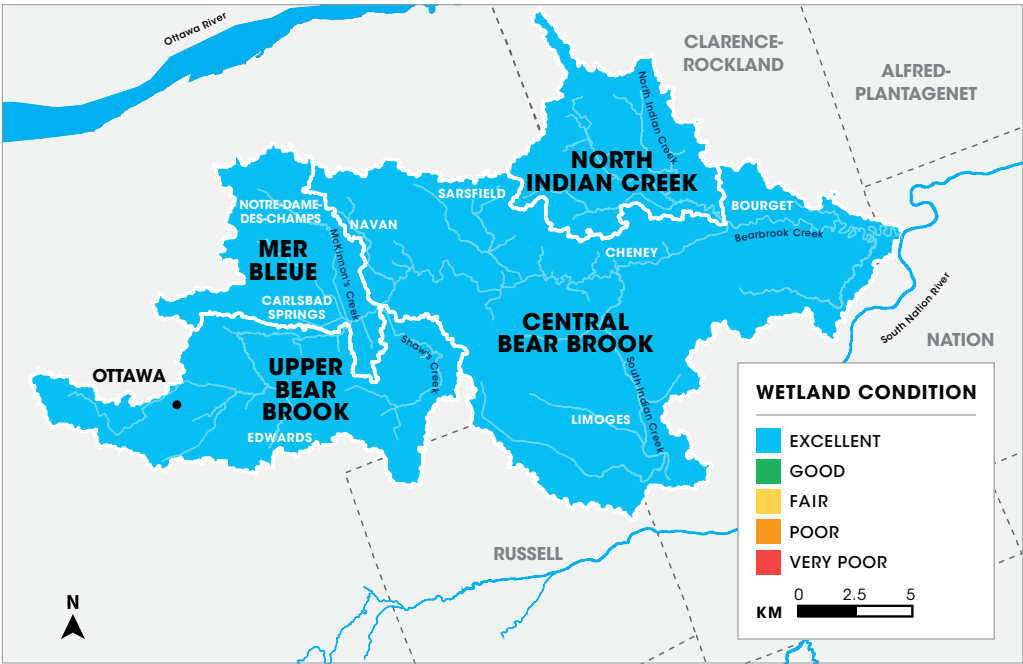 Ottawa River
CLARENCE-
ROCKLAND
ALFRED-
PLANTAGENET
North Indian Creek
NORTH
INDIAN CREEK
SARSFIELD
NOTRE-DAME-
DES-CHAMPS
NAVAN
BOURGET
Bearbrook Creek
MER
BLEUE
McKinnon's Creek
CHENEY
CARLSBAD
SPRINGS
South Nation River
CENTRAL
BEAR BROOK
NATION
Shaw's Creek
OTTAWA
UPPER
BEAR
BROOK
South Indian Creek
LIMOGES
EDWARDS
RUSSELL
WETLAND CONDITION
EXCELLENT
GOOD
FAIR
POOR
VERY POOR
0 2.5 5
KM
N